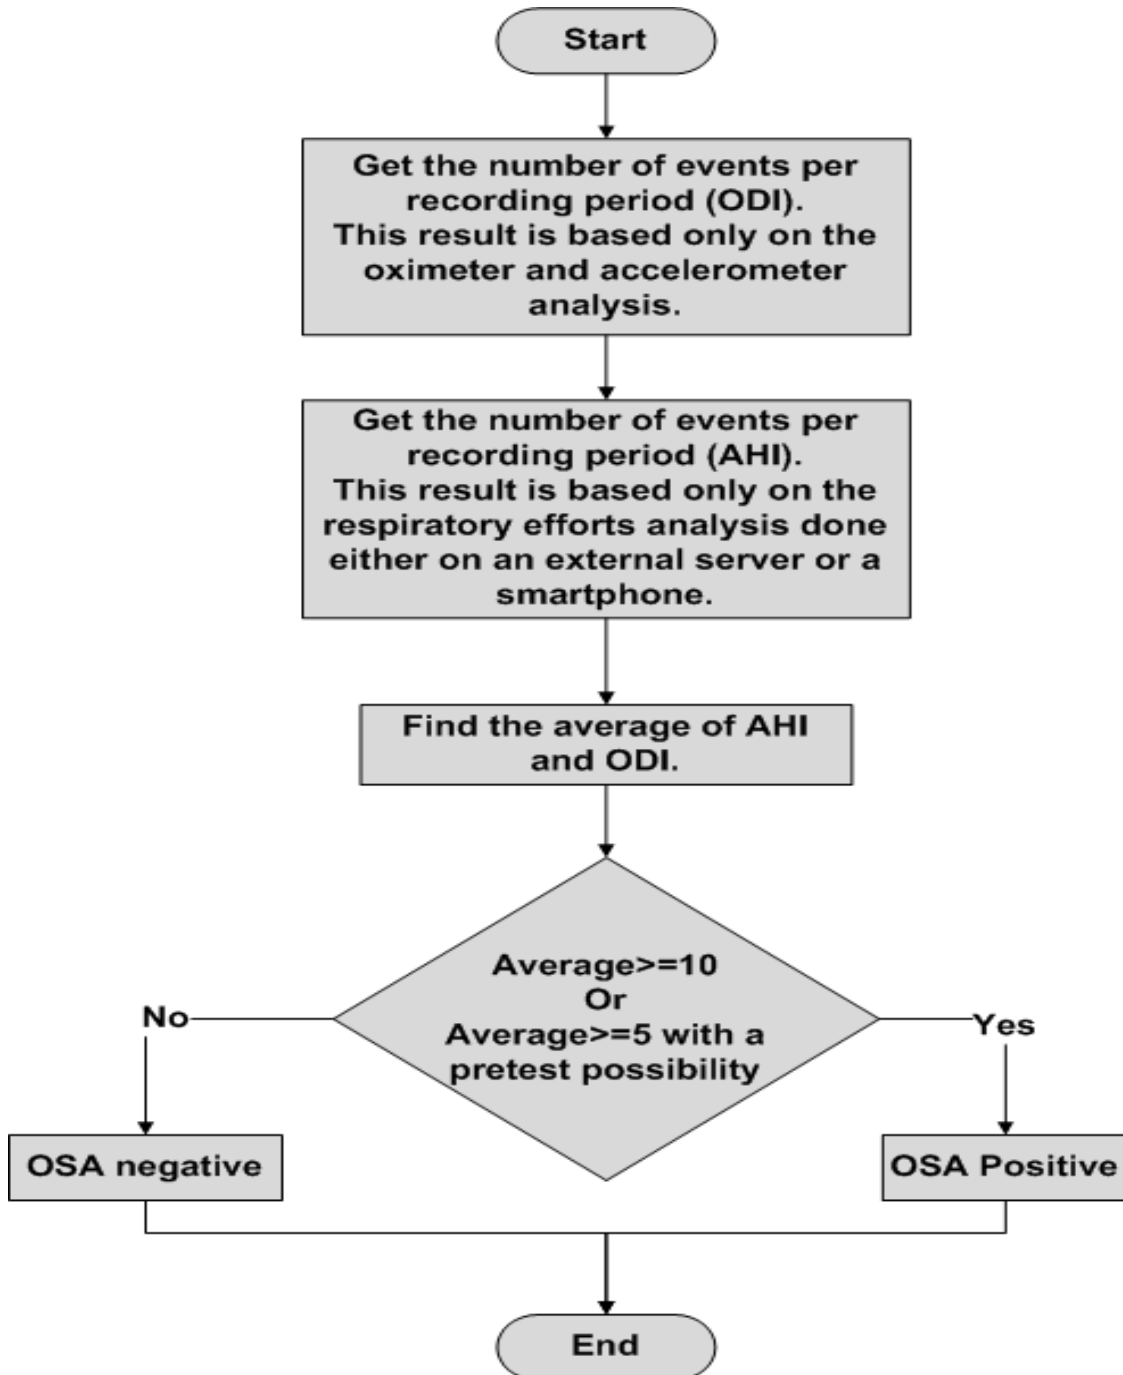 Start
Get the number of events per
recording period (ODI).
This result is based only on the
oximeter and accelerometer
analysis.
Get the number of events per
recording period (AHI).
This result is based only on the
respiratory efforts analysis done
either on an external server or a
smartphone.
Find the average of AHI
and ODI.
Average>=10
Or
Average>=5 with a
pretest possibility
No
Yes
OSA negative
OSA Positive
End